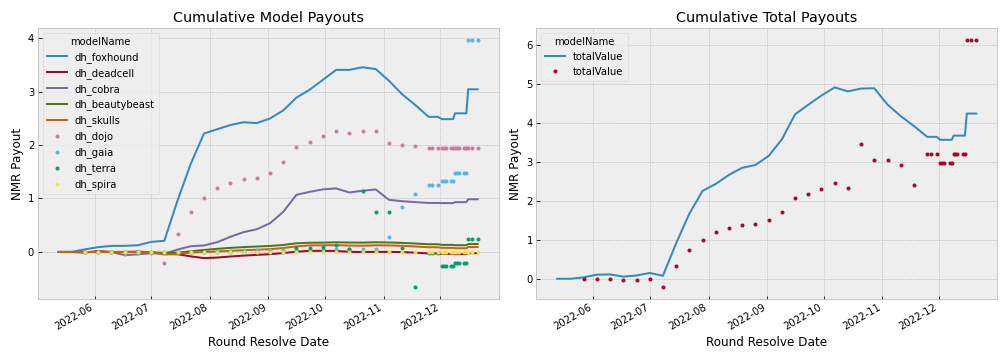 Cumulative Model Payouts
NMR Payout
4
3
2
1
0
modelName
dh_foxhound
dh_deadcell
dh_cobra
dh_beautybeast
dh_skulls
dh_dojo
dh_gaia
dh_terra
dh_spira
2022-06
2022-07
2022-08
2022-09
2022-10
2022-11
2022-12
Round Resolve Date
Cumulative Total Payouts
NMR Payout
6
5
4
3
2
1
0
modelName
totalValue
totalValue
2022-06
2022-07
2022-08
2022-09
2022-10
2022-11
2022-12
Round Resolve Date